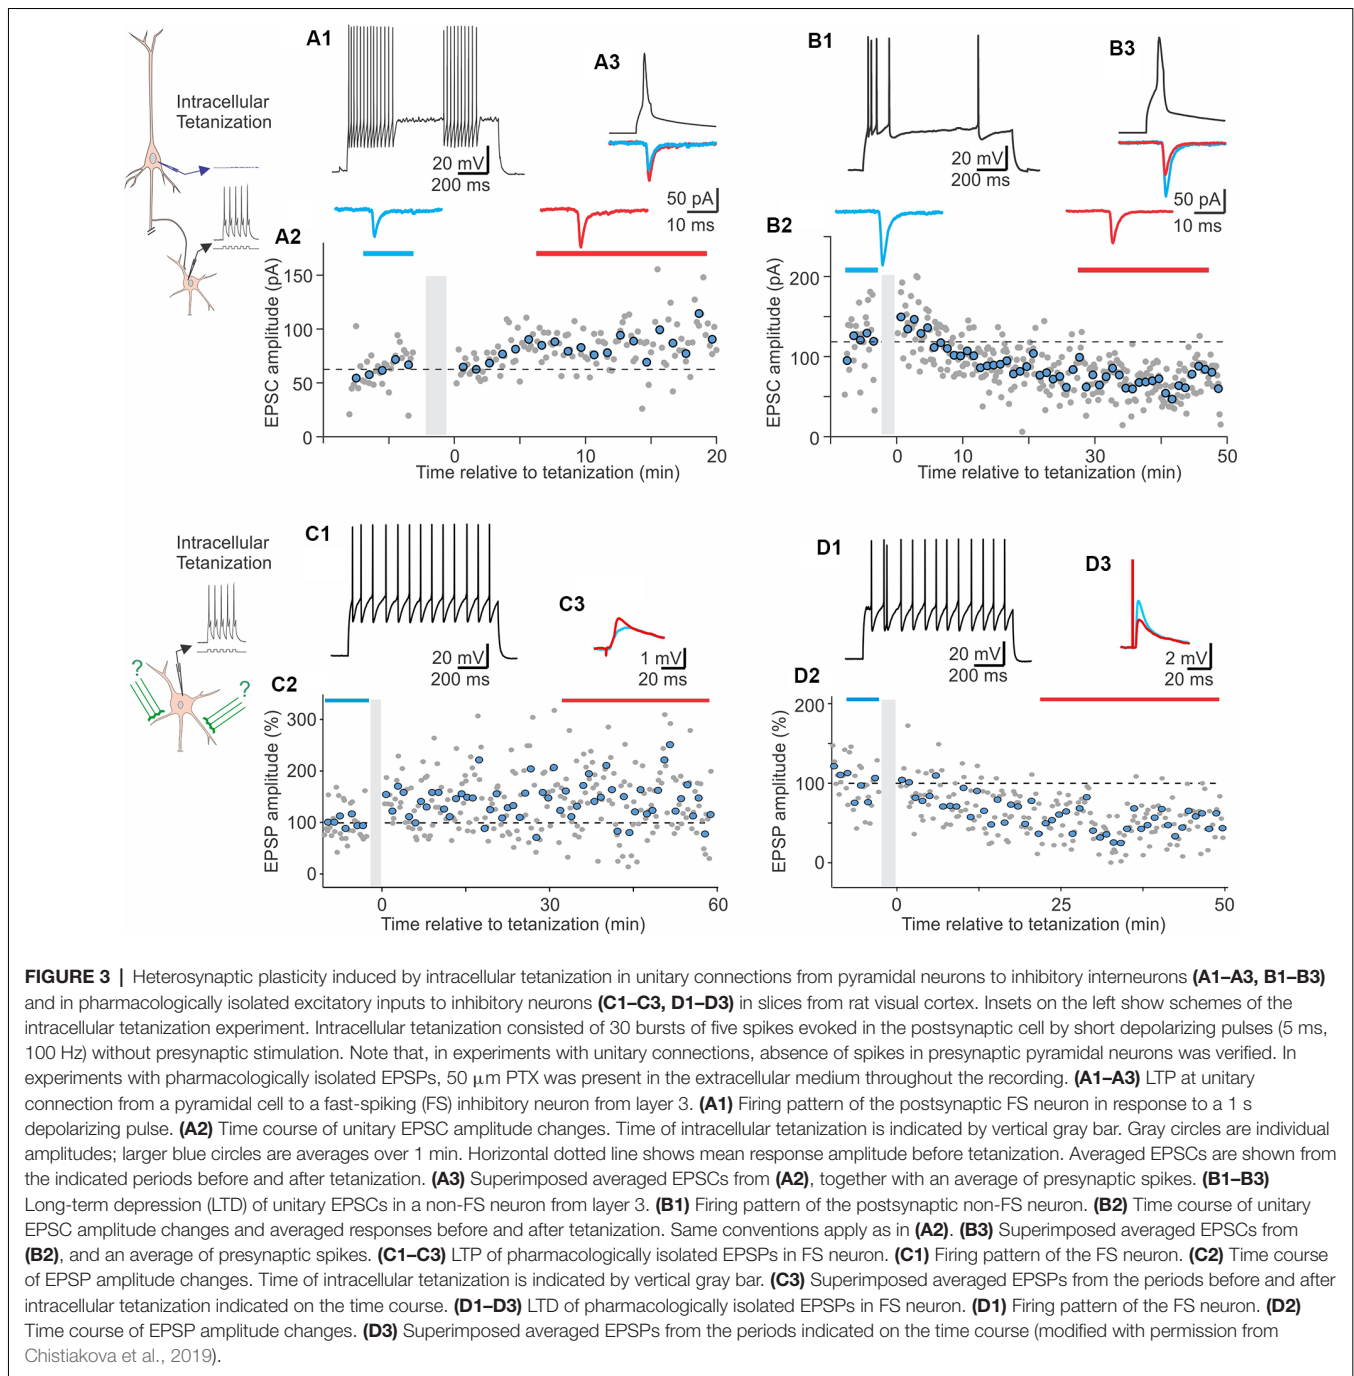 Intracellular
Tetanization
A1
20 mV
200 ms
A3
50 pA
10 ms
A2
EPSC amplitude (pA)
150
100
50
0
0
10
20
Time relative to tetanization (min)
B1
20 mV
200 ms
B3
50 pA
10 ms
B2
EPSC amplitude (pA)
200
100
0
0
10
30
50
Time relative to tetanization (min)
Intracellular
Tetanization
?
?
C1
20 mV
200 ms
C3
1 mV
20 ms
C2
EPSP amplitude (%)
300
200
100
0
0
30
60
Time relative to tetanization (min)
D1
20 mV
200 ms
D3
2 mV
20 ms
D2
EPSP amplitude (%)
200
100
0
0
25
50
Time relative to tetanization (min)
FIGURE 3 | Heterosynaptic plasticity induced by intracellular tetanization in unitary connections from pyramidal neurons to inhibitory interneurons (A1–A3, B1–B3)
and in pharmacologically isolated excitatory inputs to inhibitory neurons (C1–C3, D1–D3) in slices from rat visual cortex. Insets on the left show schemes of the
intracellular tetanization experiment. Intracellular tetanization consisted of 30 bursts of five spikes evoked in the postsynaptic cell by short depolarizing pulses (5 ms,
100 Hz) without presynaptic stimulation. Note that, in experiments with unitary connections, absence of spikes in presynaptic pyramidal neurons was verified. In
experiments with pharmacologically isolated EPSPs, 50 μm PTX was present in the extracellular medium throughout the recording. (A1–A3) LTP at unitary
connection from a pyramidal cell to a fast-spiking (FS) inhibitory neuron from layer 3. (A1) Firing pattern of the postsynaptic FS neuron in response to a 1 s
depolarizing pulse. (A2) Time course of unitary EPSC amplitude changes. Time of intracellular tetanization is indicated by vertical gray bar. Gray circles are individual
amplitudes; larger blue circles are averages over 1 min. Horizontal dotted line shows mean response amplitude before tetanization. Averaged EPSCs are shown from
the indicated periods before and after tetanization. (A3) Superimposed averaged EPSCs from (A2), together with an average of presynaptic spikes. (B1–B3)
Long-term depression (LTD) of unitary EPSCs in a non-FS neuron from layer 3. (B1) Firing pattern of the postsynaptic non-FS neuron. (B2) Time course of unitary
EPSC amplitude changes and averaged responses before and after tetanization. Same conventions apply as in (A2). (B3) Superimposed averaged EPSCs from
(B2), and an average of presynaptic spikes. (C1–C3) LTP of pharmacologically isolated EPSPs in FS neuron. (C1) Firing pattern of the FS neuron. (C2) Time course
of EPSP amplitude changes. Time of intracellular tetanization is indicated by vertical gray bar. (C3) Superimposed averaged EPSPs from the periods before and after
intracellular tetanization indicated on the time course. (D1–D3) LTD of pharmacologically isolated EPSPs in FS neuron. (D1) Firing pattern of the FS neuron. (D2)
Time course of EPSP amplitude changes. (D3) Superimposed averaged EPSPs from the periods indicated on the time course (modified with permission from
Chistiakova et al., 2019).